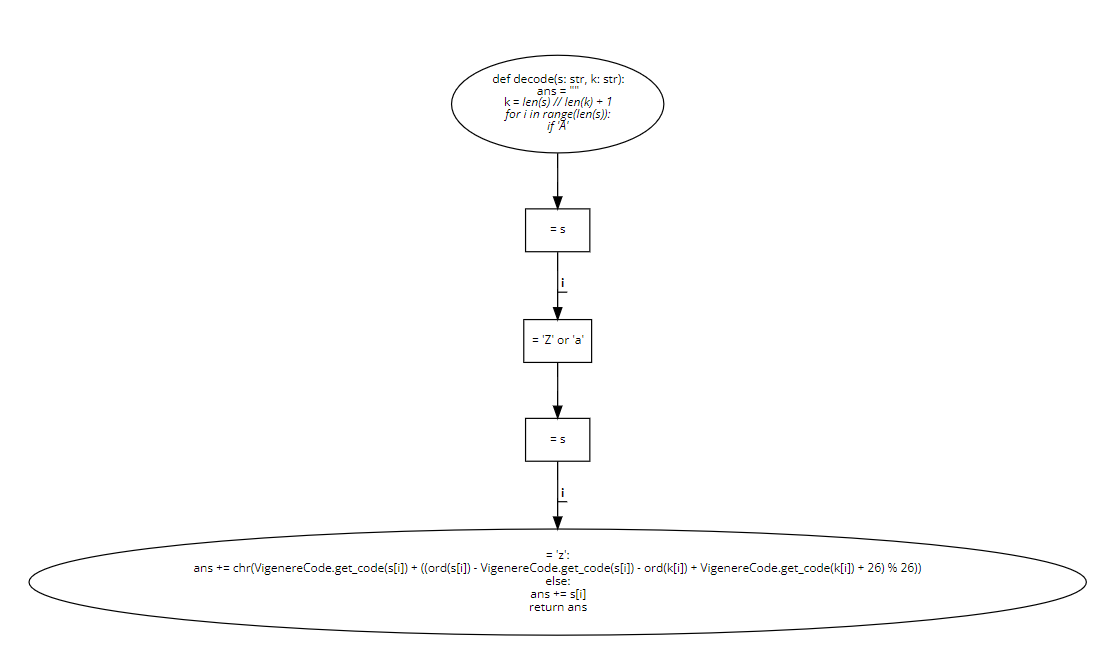 def decode(s: str, k: str):
ans = ""
k = len(s) // len(k) + 1
for i in range(len(s)):
if 'A'
= s
i
= 'Z' or 'a'
= s
i
= 'z':
ans += chr(VigenereCode.get_code(s[i]) + ((ord(s[i]) - VigenereCode.get_code(s[i]) - ord(k[i]) + VigenereCode.get_code(k[i]) + 26) % 26))
else:
ans += s[i]
return ans